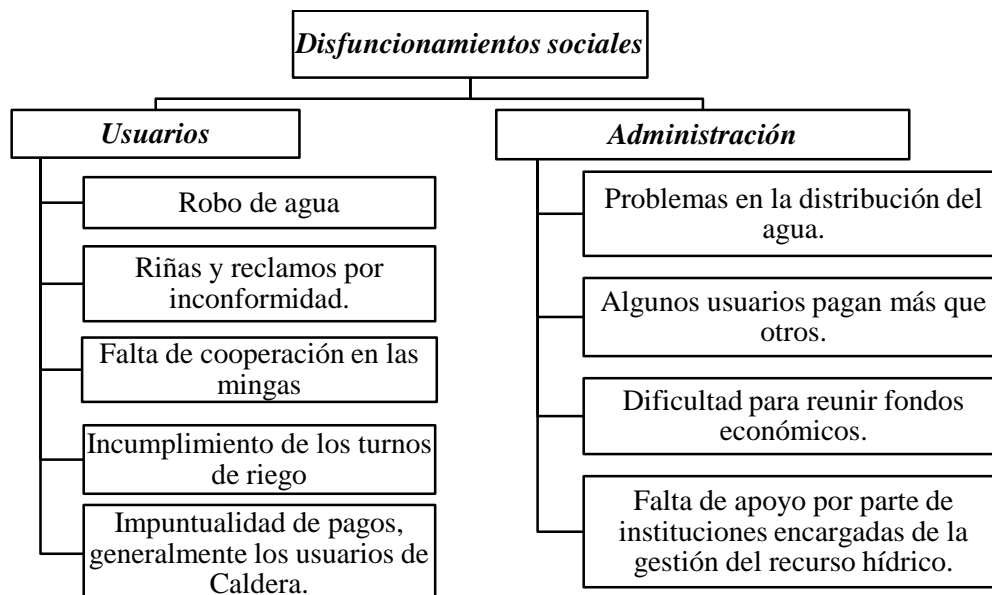 Disfuncionamientos sociales
Usuarios
Robo de agua
Riñas y reclamos por
inconformidad.
Falta de cooperación en las
mingas
Incumplimiento de los turnos
de riego
Impuntualidad de pagos,
generalmente los usuarios de
Caldera.
Administración
Problemas en la distribución del
agua.
Algunos usuarios pagan más que
otros.
Dificultad para reunir fondos
económicos.
Falta de apoyo por parte de
instituciones encargadas de la
gestión del recurso hídrico.